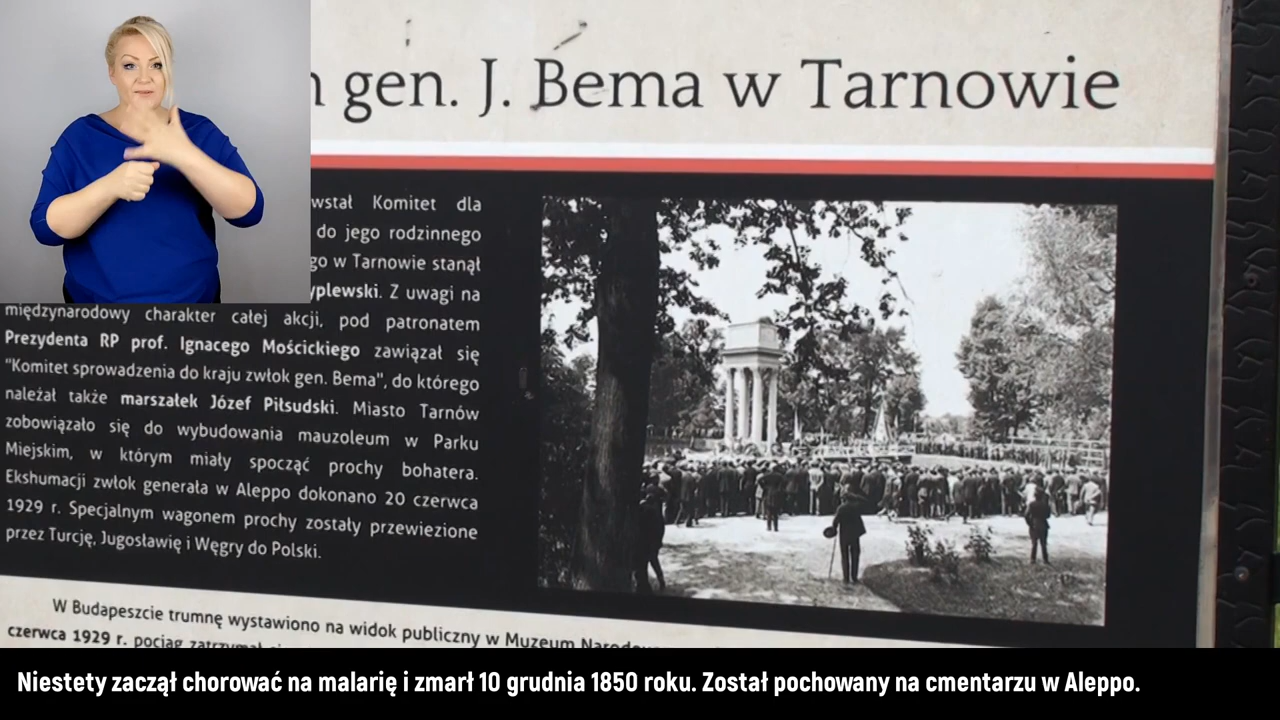 gen. J. Bema w Tarnowie
Komitet dla
do jego rodzinnego
w Tarnowie stanął
Z uwagi na
międzynarodowy charakter całej akcji, pod patronatem
Prezydenta RP prof. Ignacego Mościckiego zawiązał się
"Komitet sprowadzenia do kraju zwłok gen. Bema", do którego
należał także marszałek Józef Piłsudski. Miasto Tarnów
zobowiązało się do wybudowania mauzoleum w Parku
Miejskim, w którym miały spocząć prochy bohatera.
Ekshumacji zwłok generała w Aleppo dokonano 20 czerwca
1929 r. Specjalnym wagonem prochy zostały przewiezione
przez Turcję, Jugosławię i Węgry do Polski.
W Budapeszcie trumnę wystawiono na widok publiczny w Muzeum
czerwca 1929 r. pociąg
Niestety zaczął chorować na malarię i zmarł 10 grudnia 1850 roku. Został pochowany na cmentarzu w Aleppo.